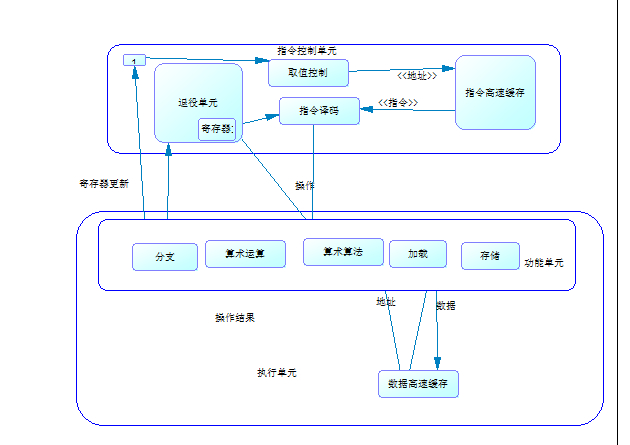 指令控制单元
取值控制
<<地址>>
指令高速缓存
退役单元
寄存器:
指令译码
<<指令>>
寄存器更新
操作
分支
算术运算
算术算法
加载
存储
功能单元
地址
数据
操作结果
执行单元
数据高速缓存